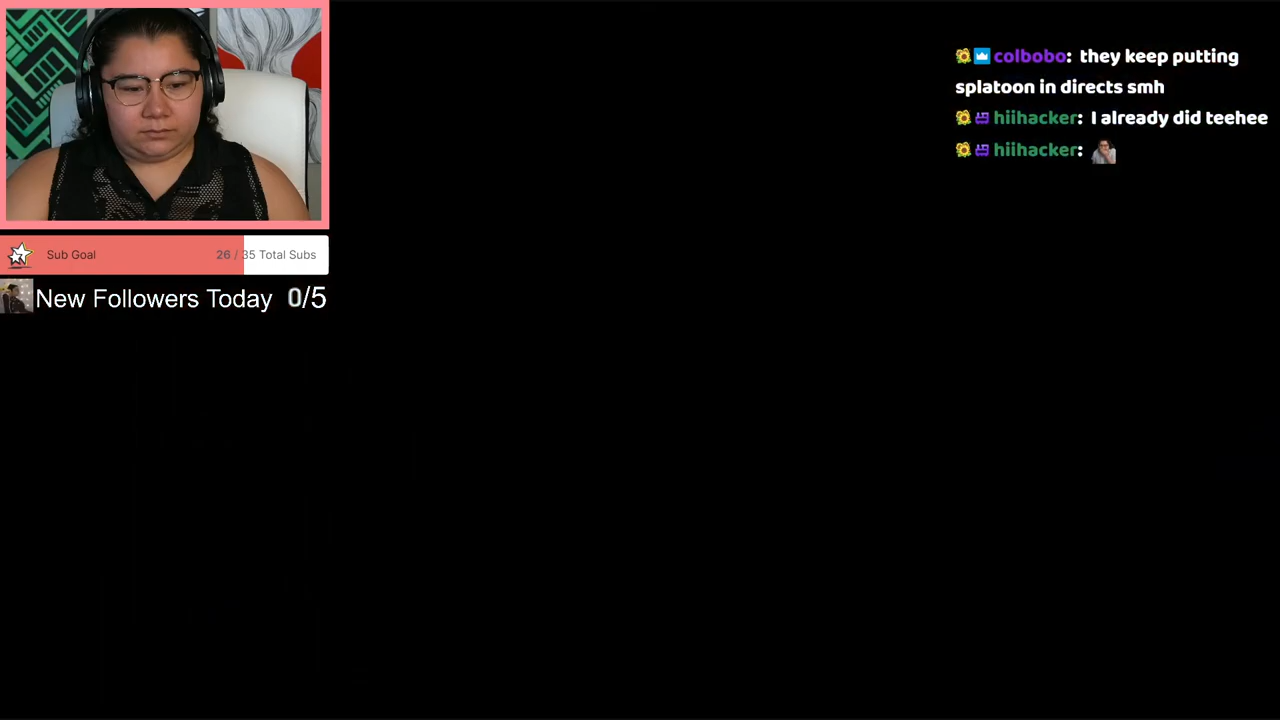 colbobo: they keep putting
splatoon in directs smh
hiihacker: I already did teehee
hiihacker:
Sub Goal 26 / 35 Total Subs
New Followers Today 0/5